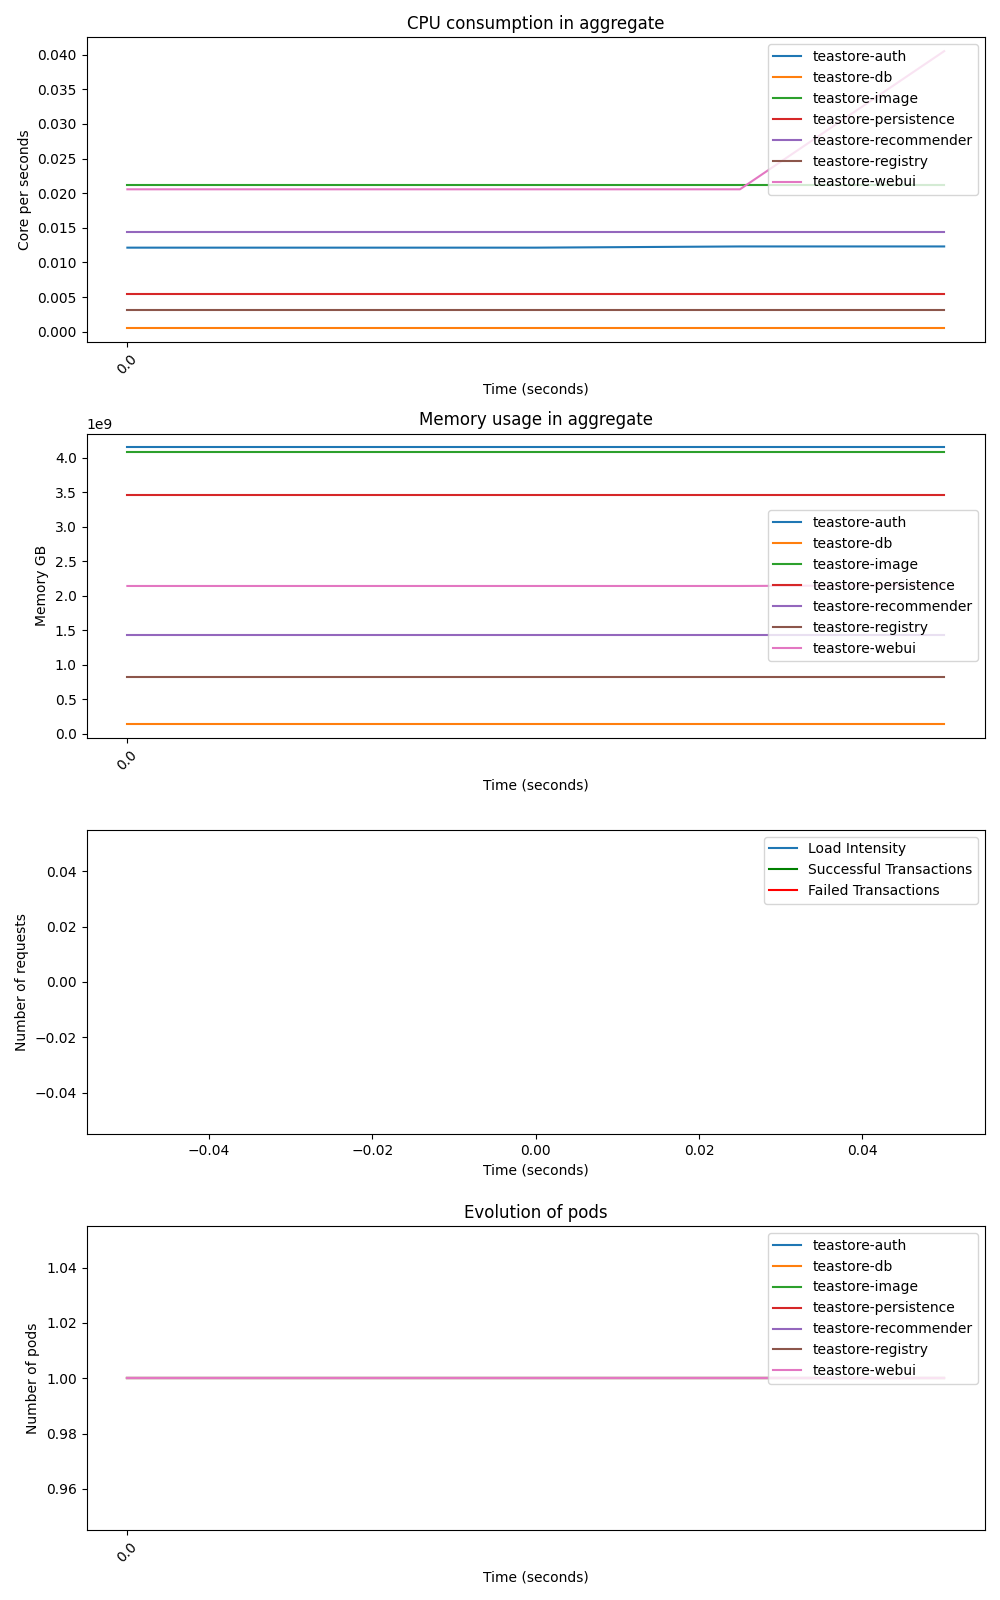 CPU consumption in aggregate
Core per seconds
0.040
0.035
0.030
0.025
0.020
0.015
0.010
0.005
0.000
teastore-auth
teastore-db
teastore-image
teastore-persistence
teastore-recommender
teastore-registry
teastore-webui
0.0
Time (seconds)
Memory usage in aggregate
1e9
Memory GB
4.0
3.5
3.0
2.5
2.0
1.5
1.0
0.5
0.0
teastore-auth
teastore-db
teastore-image
teastore-persistence
teastore-recommender
teastore-registry
teastore-webui
0.0
Time (seconds)
Number of requests
0.04
0.02
0.00
−0.02
−0.04
Load Intensity
Successful Transactions
Failed Transactions
−0.04 −0.02 0.00 0.02 0.04
Time (seconds)
Evolution of pods
Number of pods
1.04
1.02
1.00
0.98
0.96
teastore-auth
teastore-db
teastore-image
teastore-persistence
teastore-recommender
teastore-registry
teastore-webui
0.0
Time (seconds)